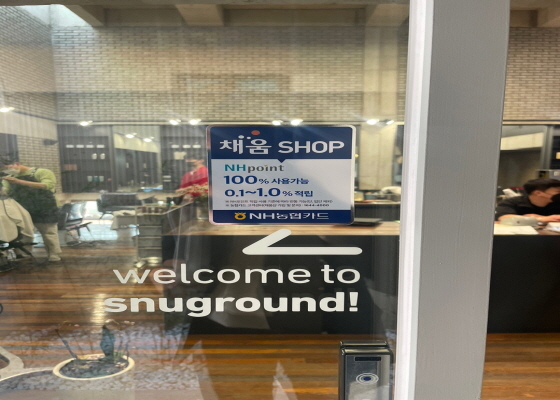 채움 SHOP
NHpoint
100% 사용가능
0.1~1.0% 적립
NH농협카드
welcome to
snuground!